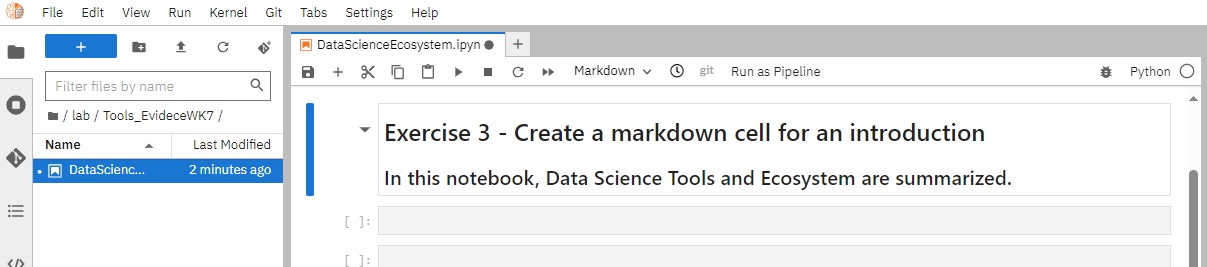 File Edit View Run Kernel Git Tabs Settings Help
DataScienceEcosystem.ipyn
Markdown git Run as Pipeline Python
Filter files by name
/ lab / Tools_EvideceWK7 /
Name Last Modified
DataScienc... 2 minutes ago
Exercise 3 - Create a markdown cell for an introduction
In this notebook, Data Science Tools and Ecosystem are summarized.
[ ]:
[ ]: